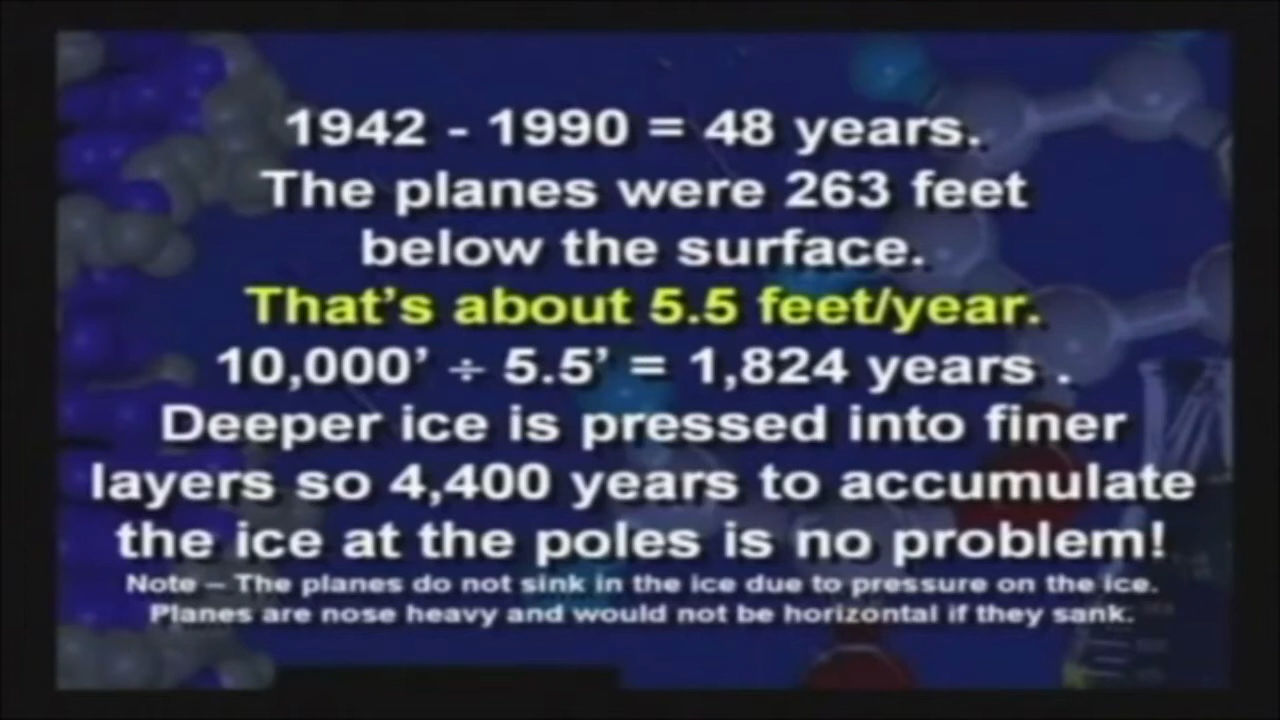 1942 - 1990 = 48 years.
The planes were 263 feet
below the surface.
That's about 5.5 feet/year.
10,000’ ÷ 5.5’ = 1,824 years .
Deeper ice is pressed into finer
layers so 4,400 years to accumulate
the ice at the poles is no problem!
Note – The planes do not sink in the ice due to pressure on the ice.
Planes are nose heavy and would not be horizontal if they sank.